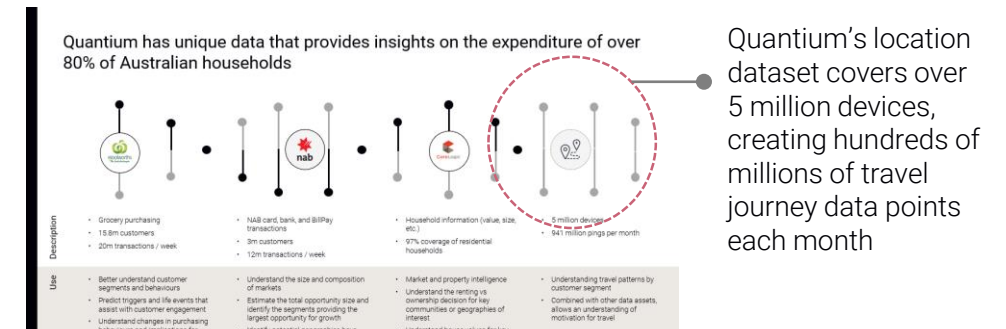 Quantium has unique data that provides insights on the expenditure of over
80% of Australian households
Quantium's location
dataset covers over
5 million devices,
creating hundreds of
millions of travel
journey data points
each month
woolworths
nab
CoreLogic
Description
• Grocery purchasing
• 15.8m customers
• 20m transactions / week
• NAB card, bank, and BillPay
transactions
• 3m customers
• 12m transactions / week
• Household information (value, size,
etc.)
• 97% coverage of residential
households
• 5 million devices
• 941 million pings per month
Use
• Better understand customer
segments and behaviours
• Predict triggers and life events that
assist with customer engagement
• Understand changes in purchasing
• Understand the size and composition
of markets
• Estimate the total opportunity size and
identify the segments providing the
largest opportunity for growth
• Market and property intelligence
• Understand the renting vs
ownership decision for key
communities or geographies of
interest
• Understanding travel patterns by
customer segment
• Combined with other data assets,
allows an understanding of
motivation for travel